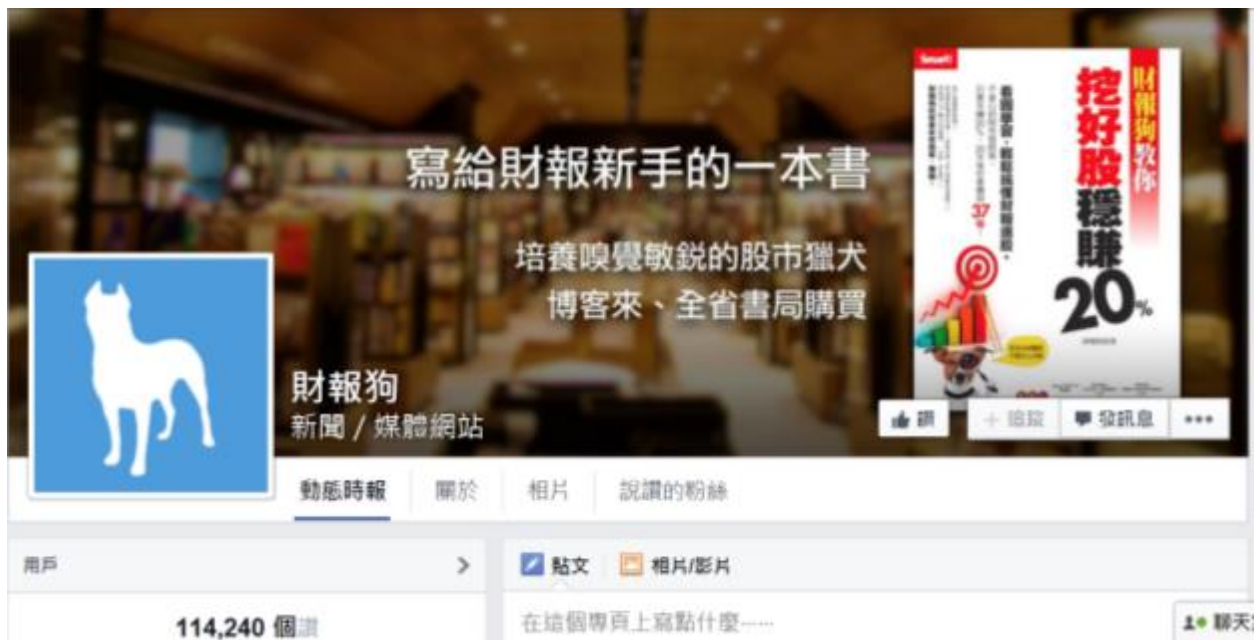 寫給財報新手的一本書
培養嗅覺敏銳的股市獵犬
博客來、全省書局購買
Smart
財報狗教你
挖好股穩賺
20%
37
財報狗
新聞 / 媒體網站
讚
+ 追蹤
發訊息
動態時報
關於
相片
說讚的粉絲
用戶
貼文
相片/影片
114,240 個讚
在這個專頁上寫點什麼……
聊天